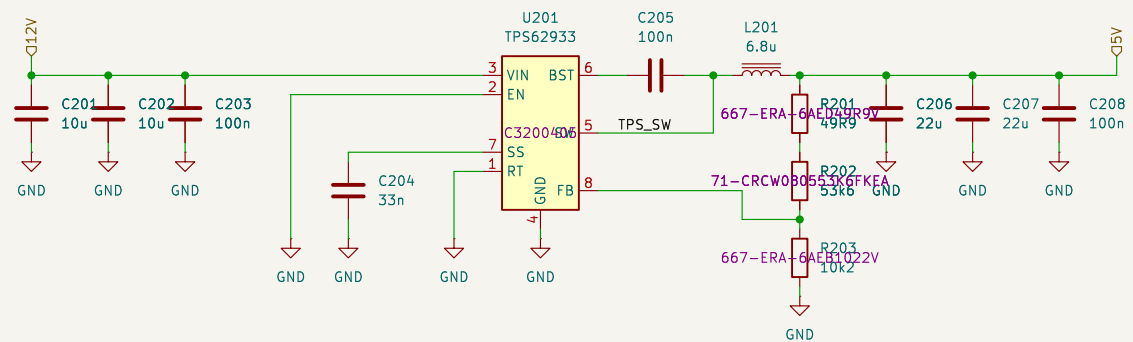 12V
5V
U201
TPS62933
C205
100n
L201
6.8u
3
VIN
BST
6
2
EN
C201
10u
C202
10u
C203
100n
5
TPS_SW
7
SS
1
RT
FB
8
GND
4
C204
33n
R201
49R9
667-ERA-6AED49R9V
R202
53k6
71-CRCW080553K6FKEA
R203
10k2
667-ERA-6AEB1022V
C206
22u
C207
22u
C208
100n
GND
GND
GND
GND
GND
GND
GND
GND
GND
GND
GND